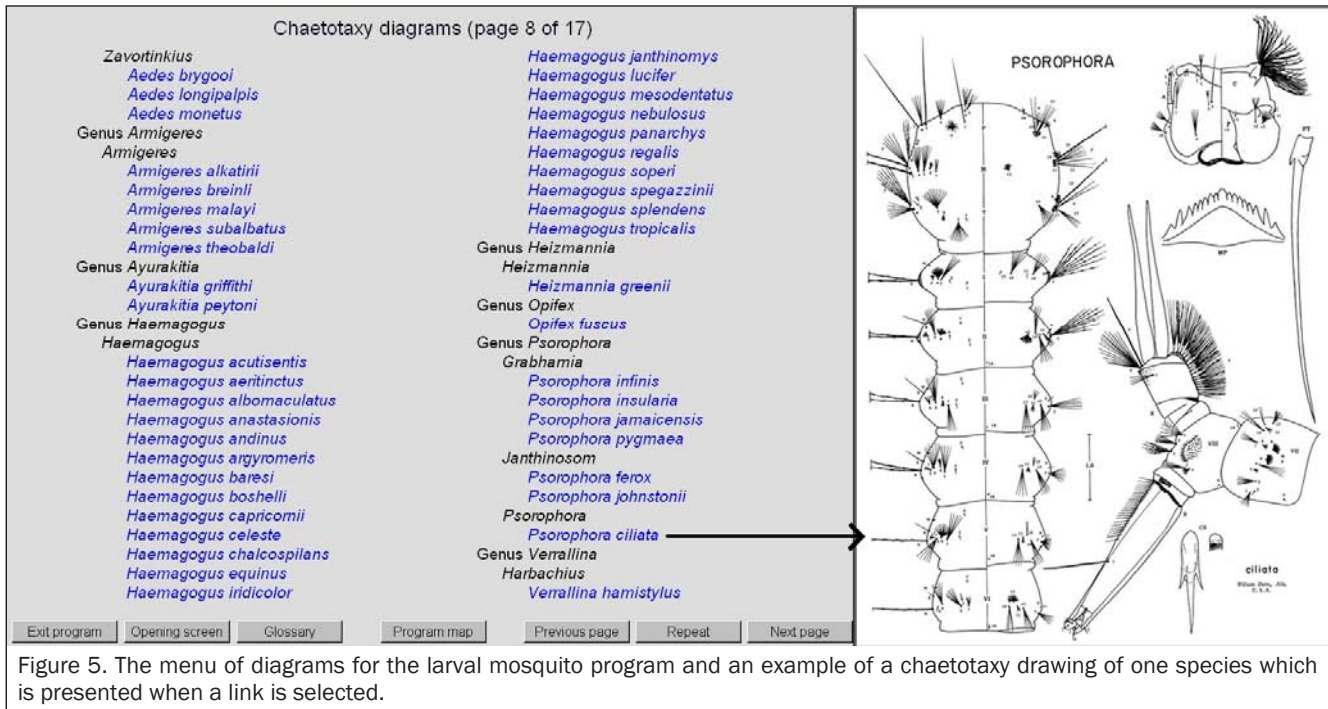 Chaetotaxy diagrams (page 8 of 17)
Zavortinkius
Aedes brygooi
Aedes longipalpis
Aedes monetus
Genus Armigeres
Armigeres
Armigeres alkatirii
Armigeres breinli
Armigeres malayi
Armigeres subalbatus
Armigeres theobaldi
Genus Ayurakitia
Ayurakitia griffithi
Ayurakitia peytoni
Genus Haemagogus
Haemagogus
Haemagogus acutisentis
Haemagogus aeritinctus
Haemagogus albomaculatus
Haemagogus anastasionis
Haemagogus andinus
Haemagogus argyromeris
Haemagogus baresi
Haemagogus boshelli
Haemagogus capricornii
Haemagogus celeste
Haemagogus chalcospilans
Haemagogus equinus
Haemagogus iridicolor
Haemagogus janthinomys
Haemagogus lucifer
Haemagogus mesodentatus
Haemagogus nebulosus
Haemagogus panarchys
Haemagogus regalis
Haemagogus soperi
Haemagogus spegazzinii
Haemagogus splendens
Haemagogus tropicalis
Genus Heizmannia
Heizmannia
Heizmannia greenii
Genus Opifex
Opifex fuscus
Genus Psorophora
Grabhamia
Psorophora infinis
Psorophora insularia
Psorophora jamaicensis
Psorophora pygmaea
Janthinosom
Psorophora ferox
Psorophora johnstonii
Psorophora
Psorophora ciliata
Genus Verrallina
Harbachius
Verrallina hamistylus
Exit program Opening screen Glossary Program map Previous page Repeat Next page
PSOROPHORA
C
PT
MP
M
III
IV
V
VI
X
VIII
VII
S
CS
ciliata
U.S.A.
Figure 5. The menu of diagrams for the larval mosquito program and an example of a chaetotaxy drawing of one species which
is presented when a link is selected.